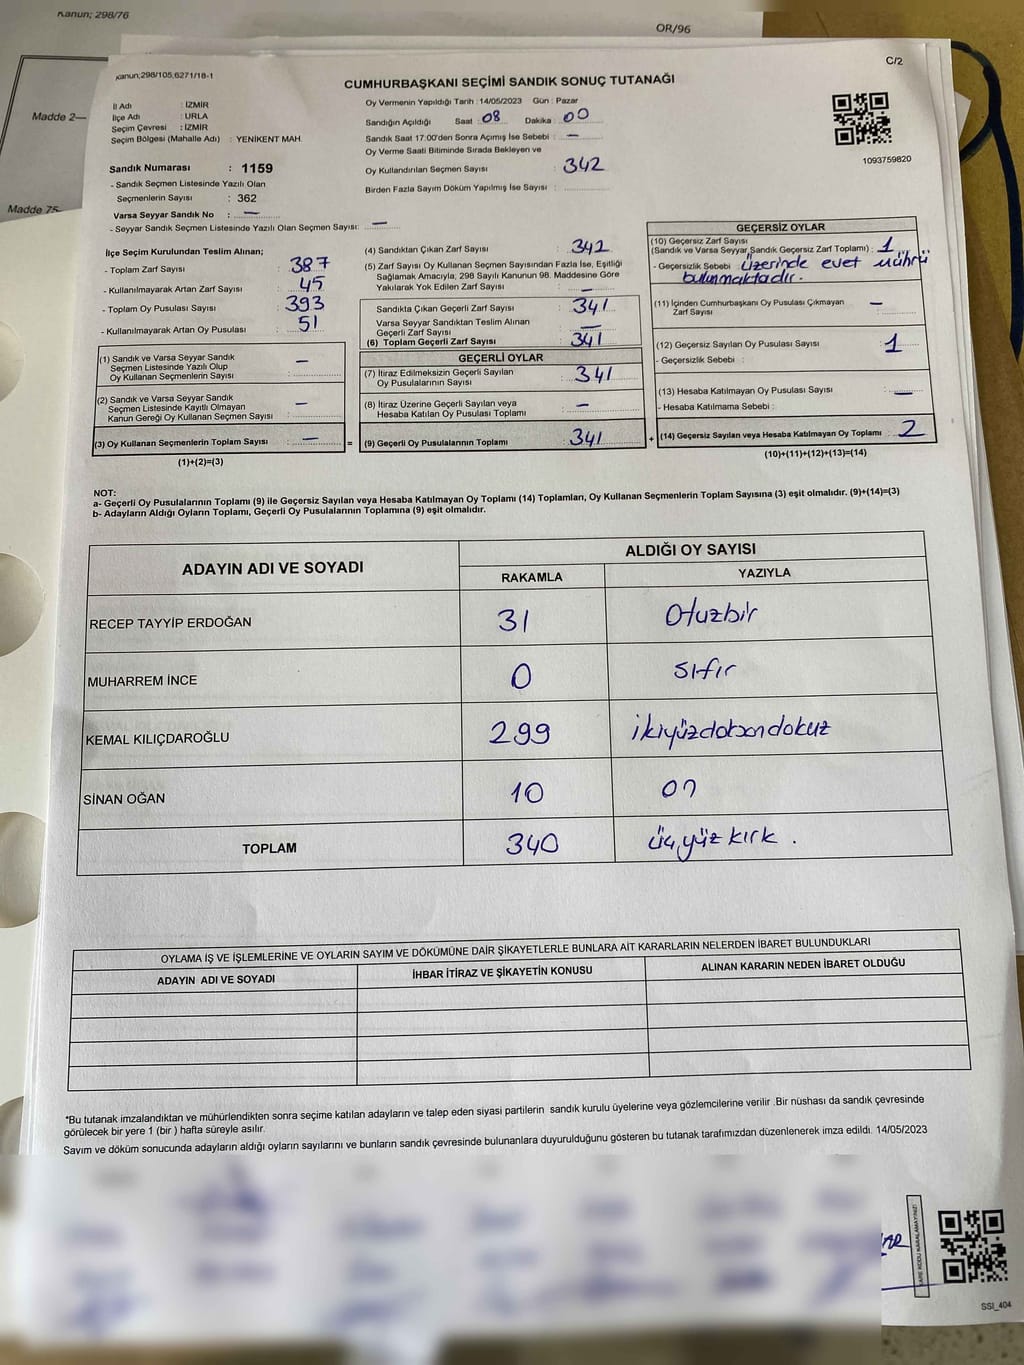 Kanun; 298/76
OR/96
Madde 2—
Madde 75-
Kanun;298/105,6271/18-1
C/2
CUMHURBAŞKANI SEÇİMİ SANDIK SONUÇ TUTANAĞI
İl Adı : İZMİR
İlçe Adı : URLA
Seçim Çevresi : İZMİR
Seçim Bölgesi (Mahalle Adı) : YENİKENT MAH.
Sandık Numarası : 1159
- Sandık Seçmen Listesinde Yazılı Olan
Seçmenlerin Sayısı : 362
Varsa Seyyar Sandık No : —
- Seyyar Sandık Seçmen Listesinde Yazılı Olan Seçmen Sayısı: —
Oy Vermenin Yapıldığı Tarih : 14/05/2023 Gün : Pazar
Sandığın Açıldığı Saat : 08 Dakika : 00
Sandık Saat 17:00'den Sonra Açımış İse Sebebi : —
Oy Verme Saati Bitiminde Sırada Bekleyen ve
Oy Kullandırılan Seçmen Sayısı : 342
Birden Fazla Sayım Döküm Yapılmış İse Sayısı :
1093759820
İlçe Seçim Kurulundan Teslim Alınan;
- Toplam Zarf Sayısı : 387
- Kullanılmayarak Artan Zarf Sayısı : 45
- Toplam Oy Pusulası Sayısı : 393
- Kullanılmayarak Artan Oy Pusulası : 51
(1) Sandık ve Varsa Seyyar Sandık
Seçmen Listesinde Yazılı Olup
Oy Kullanan Seçmenlerin Sayısı : —
(2) Sandık ve Varsa Seyyar Sandık
Seçmen Listesinde Kayıtlı Olmayan
Kanun Gereği Oy Kullanan Seçmen Sayısı : —
(3) Oy Kullanan Seçmenlerin Toplam Sayısı : — =
(1)+(2)=(3)
(4) Sandıktan Çıkan Zarf Sayısı : 342
(5) Zarf Sayısı Oy Kullanan Seçmen Sayısından Fazla İse, Eşitliği
Sağlamak Amacıyla, 298 Sayılı Kanunun 98. Maddesine Göre
Yakılarak Yok Edilen Zarf Sayısı : —
Sandıkta Çıkan Geçerli Zarf Sayısı : 341
Varsa Seyyar Sandıktan Teslim Alınan
Geçerli Zarf Sayısı : —
(6) Toplam Geçerli Zarf Sayısı : 341
GEÇERLİ OYLAR
(7) İtiraz Edilmeksizin Geçerli Sayılan
Oy Pusulalarının Sayısı : 341
(8) İtiraz Üzerine Geçerli Sayılan veya
Hesaba Katılan Oy Pusulası Toplamı : —
(9) Geçerli Oy Pusulalarının Toplamı : 341 +
GEÇERSİZ OYLAR
(10) Geçersiz Zarf Sayısı
(Sandık ve Varsa Seyyar Sandık Geçersiz Zarf Toplamı) : 1
- Geçersizlik Sebebi : Üzerinde evet mührü
bulunmaktadır.
(11) İçinden Cumhurbaşkanı Oy Pusulası Çıkmayan
Zarf Sayısı : —
(12) Geçersiz Sayılan Oy Pusulası Sayısı : 1
- Geçersizlik Sebebi :
(13) Hesaba Katılmayan Oy Pusulası Sayısı : —
- Hesaba Katılmama Sebebi :
(14) Geçersiz Sayılan veya Hesaba Katılmayan Oy Toplamı : 2
(10)+(11)+(12)+(13)=(14)
NOT:
a- Geçerli Oy Pusulalarının Toplamı (9) ile Geçersiz Sayılan veya Hesaba Katılmayan Oy Toplamı (14) Toplamları, Oy Kullanan Seçmenlerin Toplam Sayısına (3) eşit olmalıdır. (9)+(14)=(3)
b- Adayların Aldığı Oyların Toplamı, Geçerli Oy Pusulalarının Toplamına (9) eşit olmalıdır.
ADAYIN ADI VE SOYADI
ALDIĞI OY SAYISI
RAKAMLA YAZIYLA
RECEP TAYYİP ERDOĞAN 31 Otuzbir
MUHARREM İNCE 0 sıfır
KEMAL KILIÇDAROĞLU 299 ikiyüzdoksandokuz
SİNAN OĞAN 10 on
TOPLAM 340 üçyüz kırk .
OYLAMA İŞ VE İŞLEMLERİNE VE OYLARIN SAYIM VE DÖKÜMÜNE DAİR ŞİKAYETLERLE BUNLARA AİT KARARLARIN NELERDEN İBARET BULUNDUKLARI
ADAYIN ADI VE SOYADI İHBAR İTİRAZ VE ŞİKAYETİN KONUSU ALINAN KARARIN NEDEN İBARET OLDUĞU
*Bu tutanak imzalandıktan ve mühürlendikten sonra seçime katılan adayların ve talep eden siyasi partilerin sandık kurulu üyelerine veya gözlemcilerine verilir .Bir nüshası da sandık çevresinde
görülecek bir yere 1 (bir ) hafta süreyle asılır.
Sayım ve döküm sonucunda adayların aldığı oyların sayılarını ve bunların sandık çevresinde bulunanlara duyurulduğunu gösteren bu tutanak tarafımızdan düzenlenerek imza edildi. 14/05/2023
KARE KODU KARALAMAYINIZ!
SSI_404